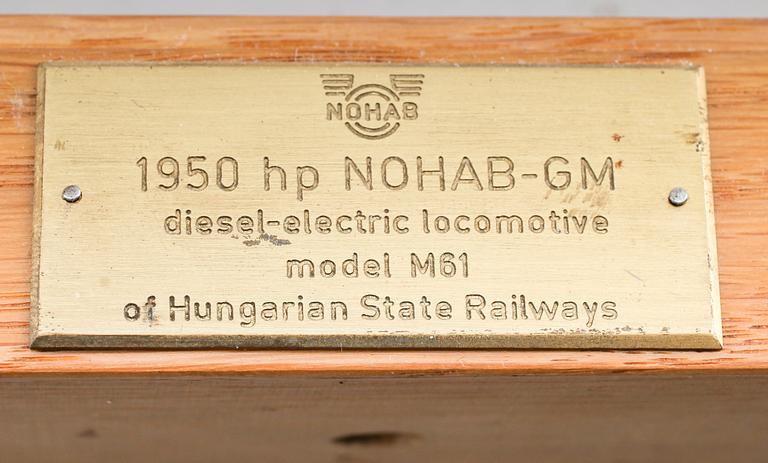 NOHAB
1950 hp NOHAB-GM
diesel-electric locomotive
model M61
of Hungarian State Railways